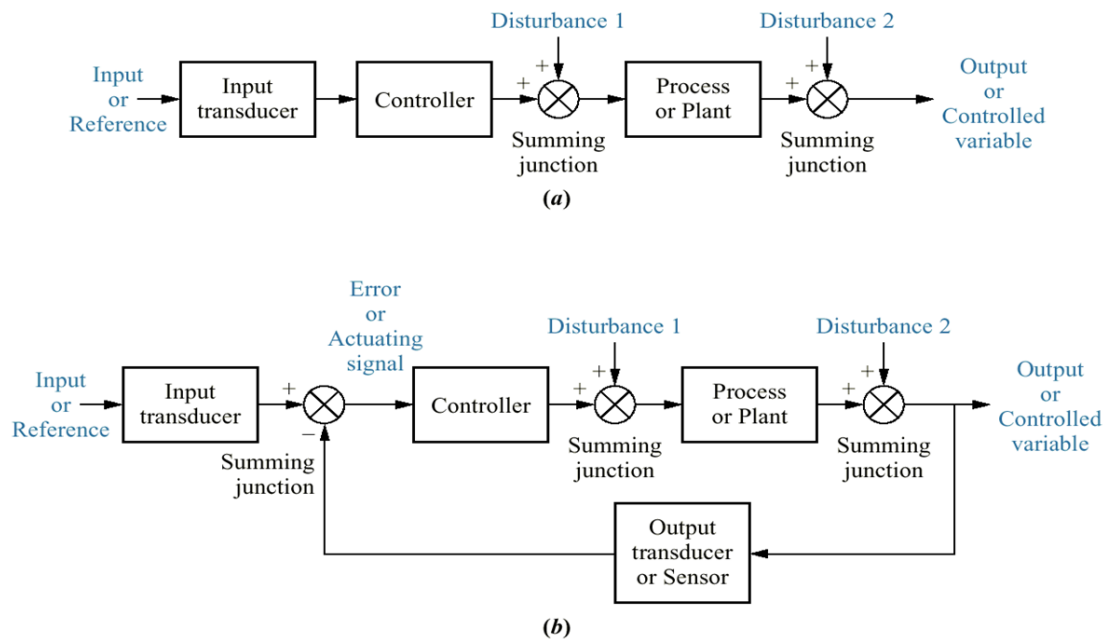 Disturbance 1
Disturbance 2
Input
or
Reference
Input
transducer
Controller
+
+
Summing
junction
Process
or Plant
+
+
Summing
junction
Output
or
Controlled
variable
(a)
Error
or
Actuating
signal
Disturbance 1
Disturbance 2
Input
or
Reference
Input
transducer
+
−
Summing
junction
Controller
+
+
Summing
junction
Process
or Plant
+
+
Summing
junction
Output
or
Controlled
variable
Output
transducer
or Sensor
(b)